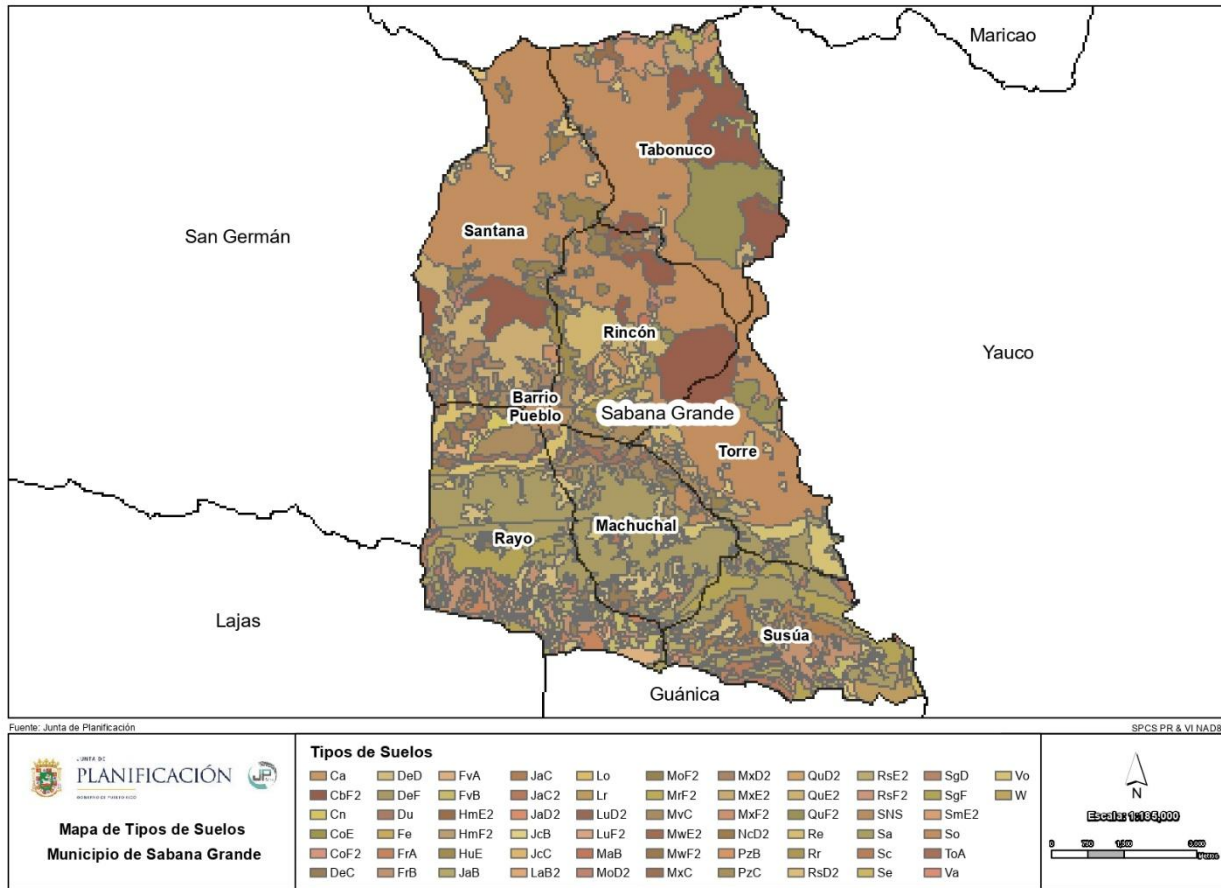 Maricao
Tabonuco
San Germán
Santana
Rincón
Yauco
Barrio
Pueblo
Sabana Grande
Torre
Machuchal
Rayo
Lajas
Susúa
Guánica
Fuente: Junta de Planificación
SPCS PR & VI NAD8
JUNTA DE
PLANIFICACIÓN
JP
Mapa de Tipos de Suelos
Municipio de Sabana Grande
Tipos de Suelos
Ca DeD FvA JaC Lo MoF2 MxD2 QuD2 RsE2 SgD Vo
CbF2 DeF FvB JaC2 Lr MrF2 MxE2 QuE2 RsF2 SgF W
Cn Du HmE2 JaD2 LuD2 MvC MxF2 QuF2 SNS SmE2
CoE Fe HmF2 JcB LuF2 MwE2 NcD2 Re Sa So
CoF2 FrA HuE JcC MaB MwF2 PzB Rr Sc ToA
DeC FrB JaB LaB2 MoD2 MxC PzC RsD2 Se Va
N
Escala: 1:185,000
0 750 1,500 3,000
Metros